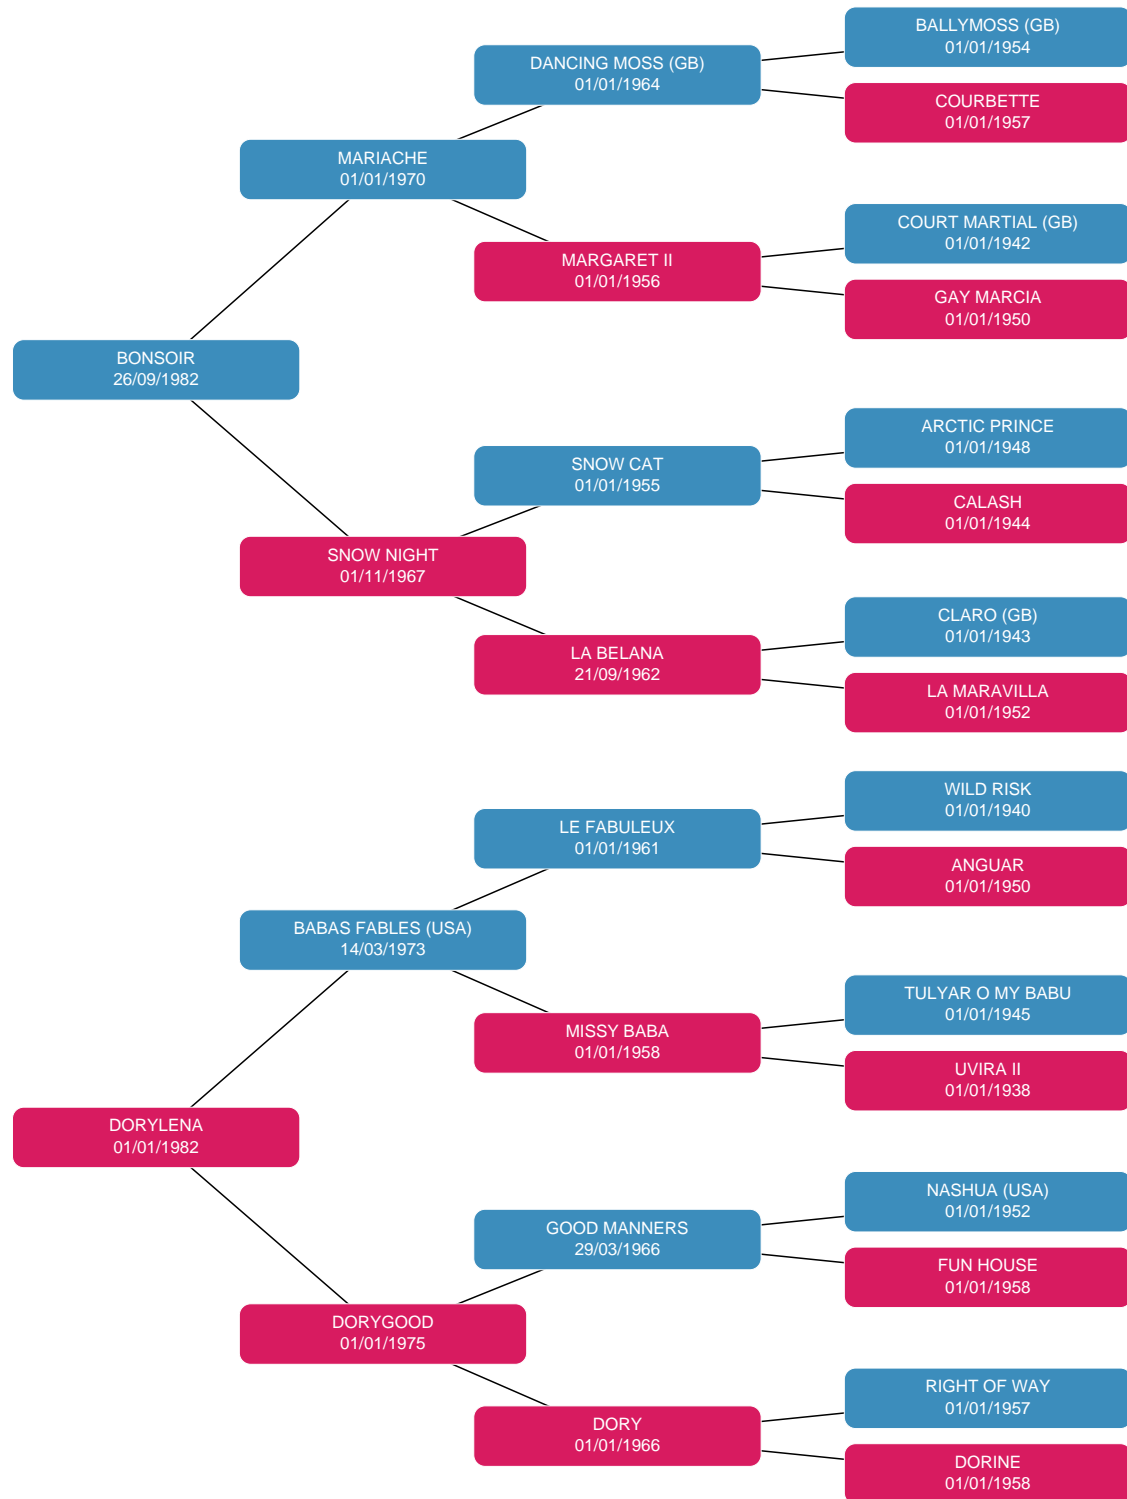 BALLYMOSS (GB)
01/01/1954
DANCING MOSS (GB)
01/01/1964
COURBETTE
01/01/1957
MARIACHE
01/01/1970
COURT MARTIAL (GB)
01/01/1942
MARGARET II
01/01/1956
GAY MARCIA
01/01/1950
BONSOIR
26/09/1982
ARCTIC PRINCE
01/01/1948
SNOW CAT
01/01/1955
CALASH
01/01/1944
SNOW NIGHT
01/11/1967
CLARO (GB)
01/01/1943
LA BELANA
21/09/1962
LA MARAVILLA
01/01/1952
WILD RISK
01/01/1940
LE FABULEUX
01/01/1961
ANGUAR
01/01/1950
BABAS FABLES (USA)
14/03/1973
TULYAR O MY BABU
01/01/1945
MISSY BABA
01/01/1958
UVIRA II
01/01/1938
DORYLENA
01/01/1982
NASHUA (USA)
01/01/1952
GOOD MANNERS
29/03/1966
FUN HOUSE
01/01/1958
DORYGOOD
01/01/1975
RIGHT OF WAY
01/01/1957
DORY
01/01/1966
DORINE
01/01/1958